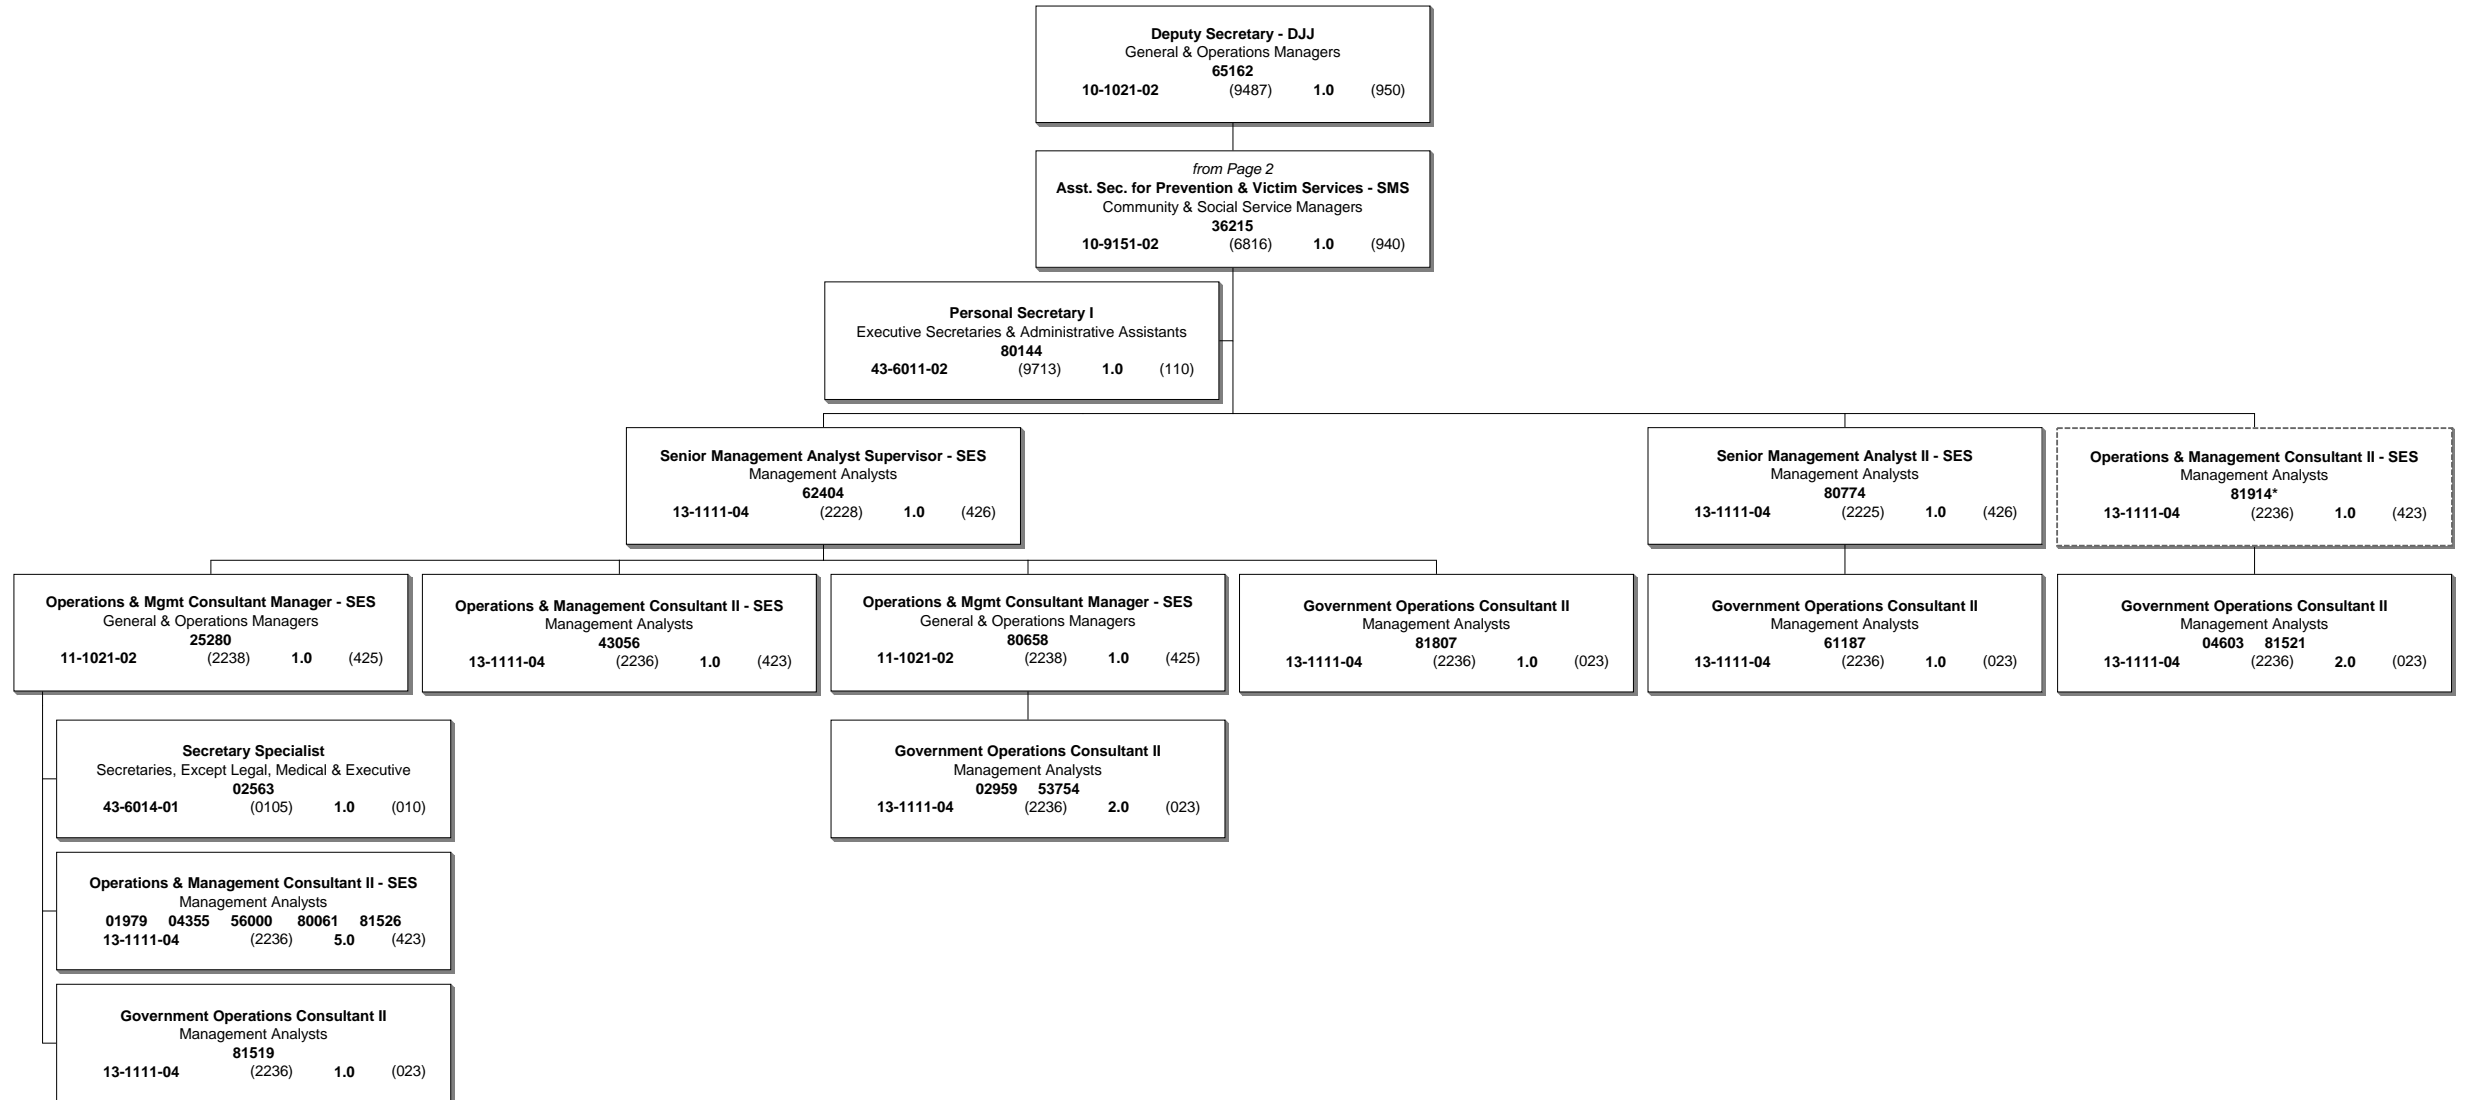 Deputy Secretary - DJJ
General & Operations Managers
65162
10-1021-02 (9487) 1.0 (950)
from Page 2
Asst. Sec. for Prevention & Victim Services - SMS
Community & Social Service Managers
36215
10-9151-02 (6816) 1.0 (940)
Personal Secretary I
Executive Secretaries & Administrative Assistants
80144
43-6011-02 (9713) 1.0 (110)
Senior Management Analyst Supervisor - SES
Management Analysts
62404
13-1111-04 (2228) 1.0 (426)
Senior Management Analyst II - SES
Management Analysts
80774
13-1111-04 (2225) 1.0 (426)
Operations & Management Consultant II - SES
Management Analysts
81914*
13-1111-04 (2236) 1.0 (423)
Operations & Mgmt Consultant Manager - SES
General & Operations Managers
25280
11-1021-02 (2238) 1.0 (425)
Operations & Management Consultant II - SES
Management Analysts
43056
13-1111-04 (2236) 1.0 (423)
Operations & Mgmt Consultant Manager - SES
General & Operations Managers
80658
11-1021-02 (2238) 1.0 (425)
Government Operations Consultant II
Management Analysts
81807
13-1111-04 (2236) 1.0 (023)
Government Operations Consultant II
Management Analysts
61187
13-1111-04 (2236) 1.0 (023)
Government Operations Consultant II
Management Analysts
04603 81521
13-1111-04 (2236) 2.0 (023)
Secretary Specialist
Secretaries, Except Legal, Medical & Executive
02563
43-6014-01 (0105) 1.0 (010)
Government Operations Consultant II
Management Analysts
02959 53754
13-1111-04 (2236) 2.0 (023)
Operations & Management Consultant II - SES
Management Analysts
01979 04355 56000 80061 81526
13-1111-04 (2236) 5.0 (423)
Government Operations Consultant II
Management Analysts
81519
13-1111-04 (2236) 1.0 (023)